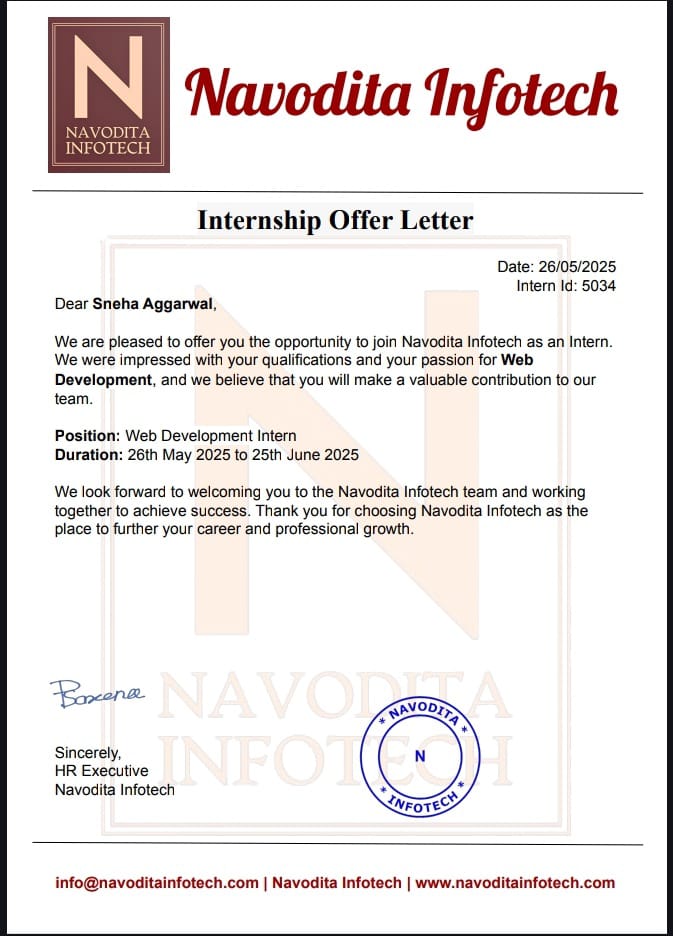 N
NAVODITA
INFOTECH
Navodita Infotech
Internship Offer Letter
Date: 26/05/2025
Intern Id: 5034
Dear Sneha Aggarwal,
We are pleased to offer you the opportunity to join Navodita Infotech as an Intern.
We were impressed with your qualifications and your passion for Web
Development, and we believe that you will make a valuable contribution to our
team.
Position: Web Development Intern
Duration: 26th May 2025 to 25th June 2025
We look forward to welcoming you to the Navodita Infotech team and working
together to achieve success. Thank you for choosing Navodita Infotech as the
place to further your career and professional growth.
N
NAVODITA
INFOTECH
Sincerely,
HR Executive
Navodita Infotech
* NAVODITA *
N
* INFOTECH *
info@navoditainfotech.com | Navodita Infotech | www.navoditainfotech.com